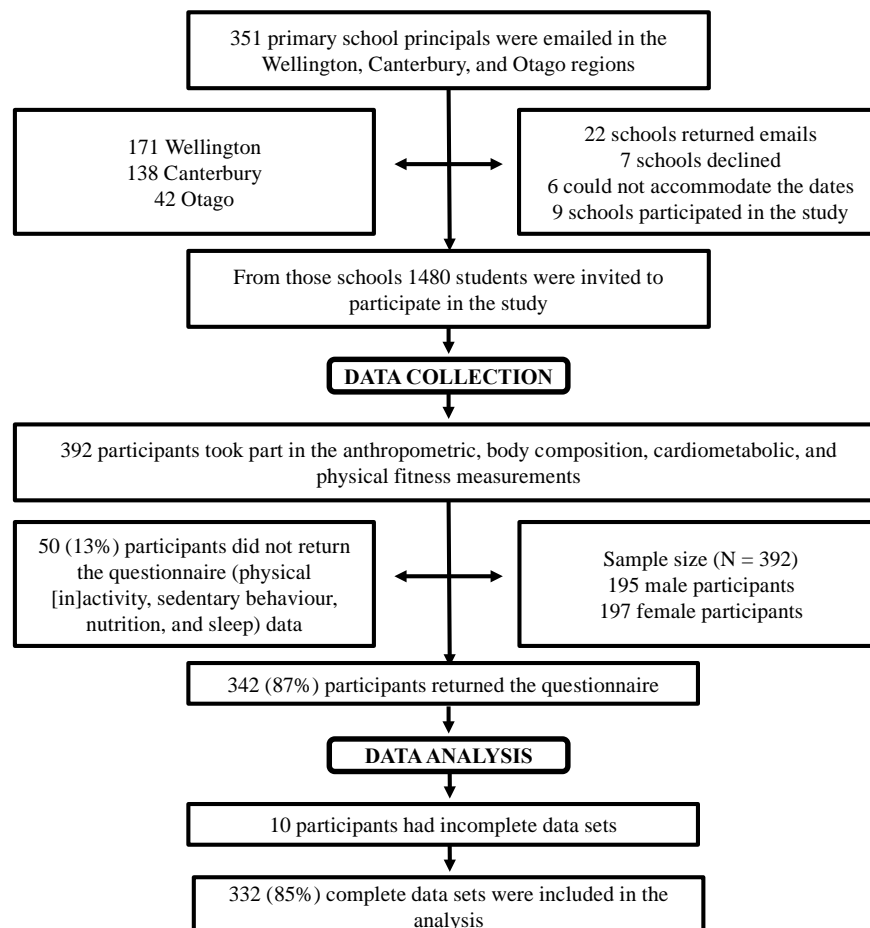 351 primary school principals were emailed in the
Wellington, Canterbury, and Otago regions
171 Wellington
138 Canterbury
42 Otago
22 schools returned emails
7 schools declined
6 could not accommodate the dates
9 schools participated in the study
From those schools 1480 students were invited to
participate in the study
DATA COLLECTION
392 participants took part in the anthropometric, body composition, cardiometabolic, and
physical fitness measurements
50 (13%) participants did not return
the questionnaire (physical
[in]activity, sedentary behaviour,
nutrition, and sleep) data
Sample size (N = 392)
195 male participants
197 female participants
342 (87%) participants returned the questionnaire
DATA ANALYSIS
10 participants had incomplete data sets
332 (85%) complete data sets were included in the
analysis